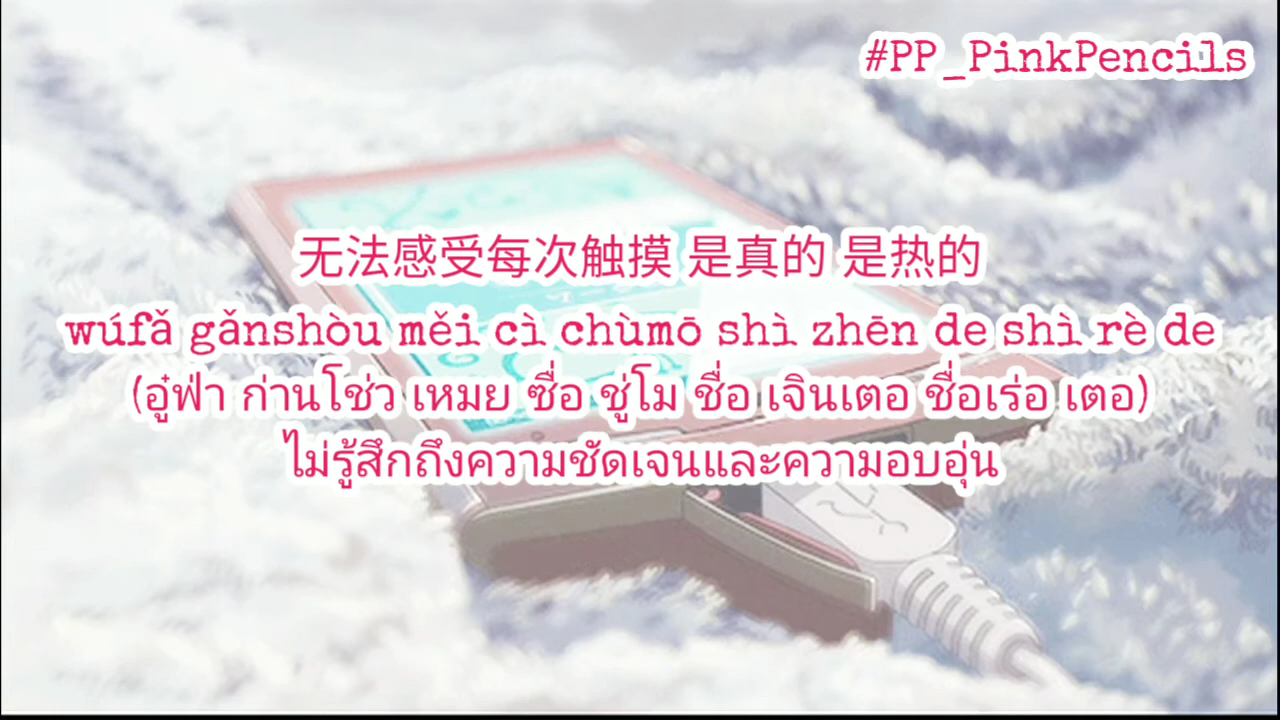 #PP_PinkPencils
无法感受每次触摸 是真的 是热的
wúfǎ gǎnshòu měi cì chùmō shì zhēn de shì rè de
(อู๋ฟ่า ก่านโช่ว เหมย ซื่อ ชู่โม ชื่อ เจินเตอ ชื่อเร่อ เตอ)
ไม่รู้สึกถึงความชัดเจนและความอบอุ่น